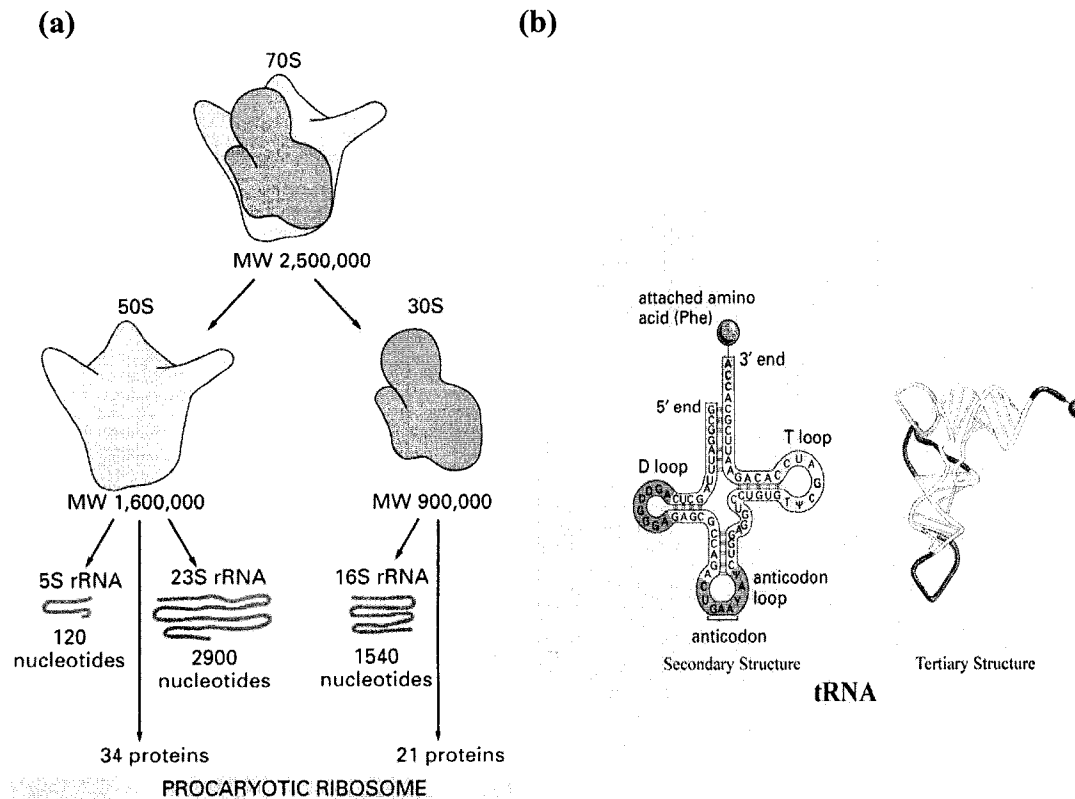 (a)
70S
MW 2,500,000
50S
30S
MW 1,600,000
MW 900,000
5S rRNA
120
nucleotides
23S rRNA
2900
nucleotides
16S rRNA
1540
nucleotides
34 proteins
21 proteins
PROCARYOTIC RIBOSOME
(b)
attached amino
acid (Phe)
3′ end
5′ end
T loop
D loop
anticodon
loop
anticodon
Secondary Structure
Tertiary Structure
tRNA